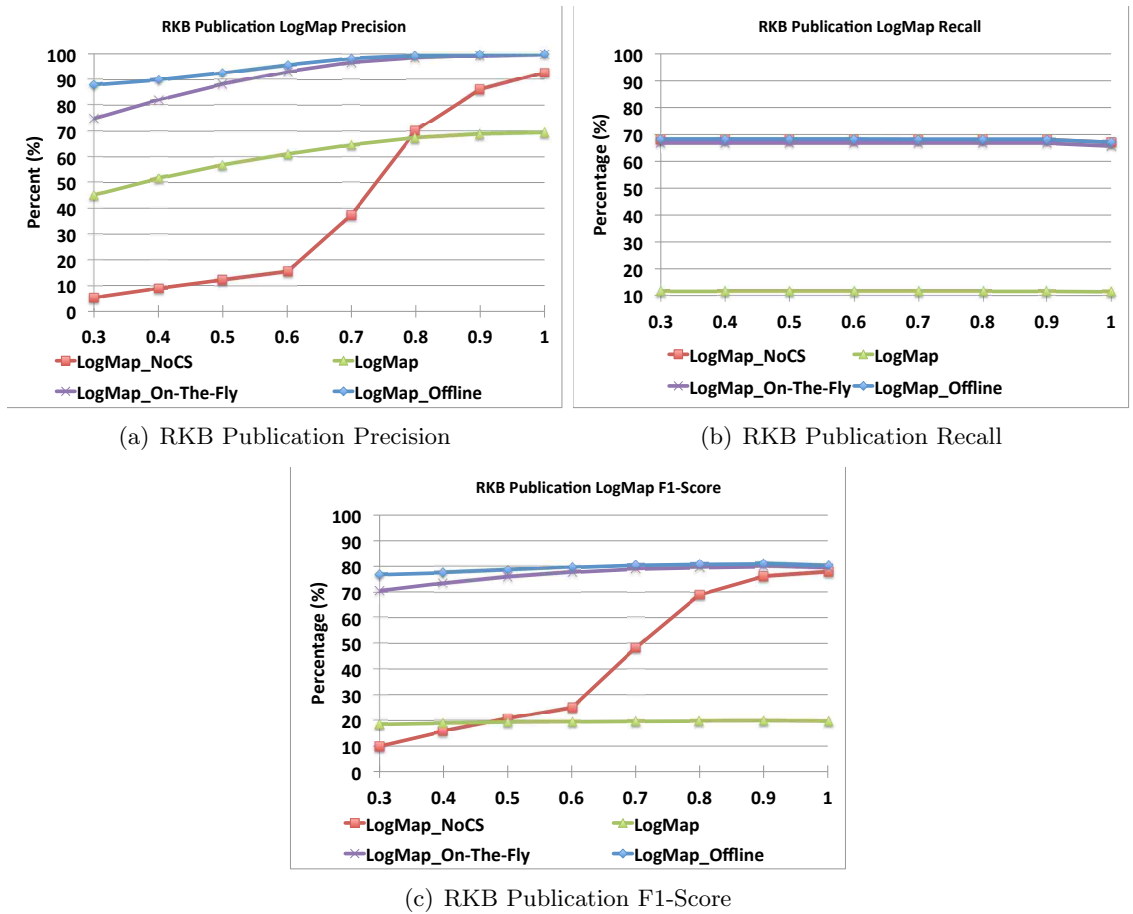 RKB Publication LogMap Precision
Percent (%)
100
90
80
70
60
50
40
30
20
10
0
0.3 0.4 0.5 0.6 0.7 0.8 0.9 1
LogMap_NoCS LogMap
LogMap_On-The-Fly LogMap_Offline
(a) RKB Publication Precision
RKB Publication LogMap Recall
Percentage (%)
100
90
80
70
60
50
40
30
20
10
0.3 0.4 0.5 0.6 0.7 0.8 0.9 1
LogMap_NoCS LogMap
LogMap_On-The-Fly LogMap_Offline
(b) RKB Publication Recall
RKB Publication LogMap F1-Score
Percentage (%)
100
90
80
70
60
50
40
30
20
10
0
0.3 0.4 0.5 0.6 0.7 0.8 0.9 1
LogMap_NoCS LogMap
LogMap_On-The-Fly LogMap_Offline
(c) RKB Publication F1-Score